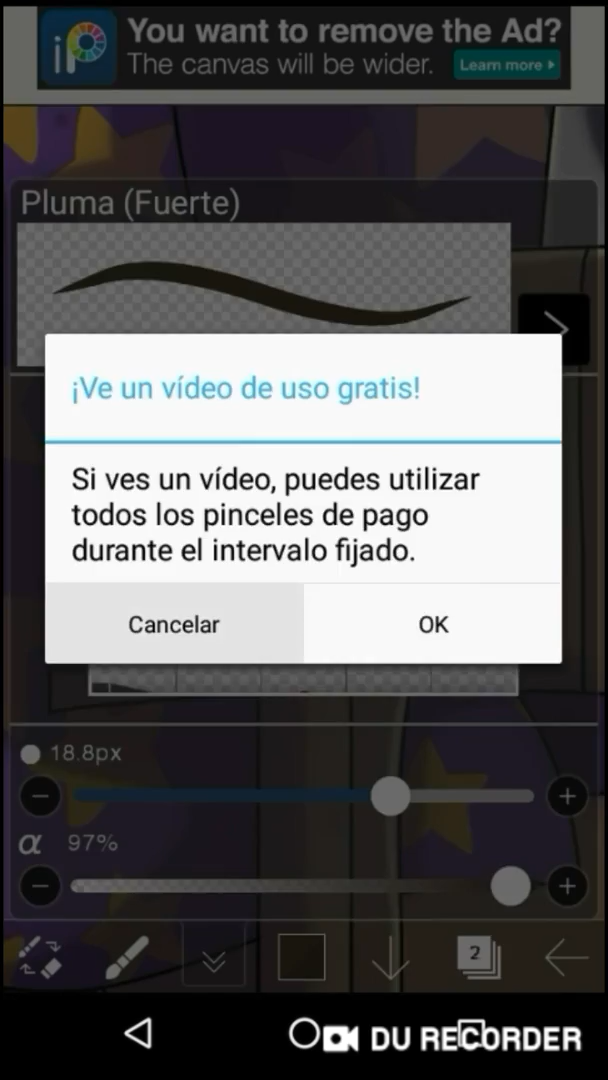 iP
You want to remove the Ad?
The canvas will be wider.
Learn more
Pluma (Fuerte)
¡Ve un vídeo de uso gratis!
Si ves un vídeo, puedes utilizar
todos los pinceles de pago
durante el intervalo fijado.
Cancelar
OK
18.8px
α 97%
2
DU RECORDER